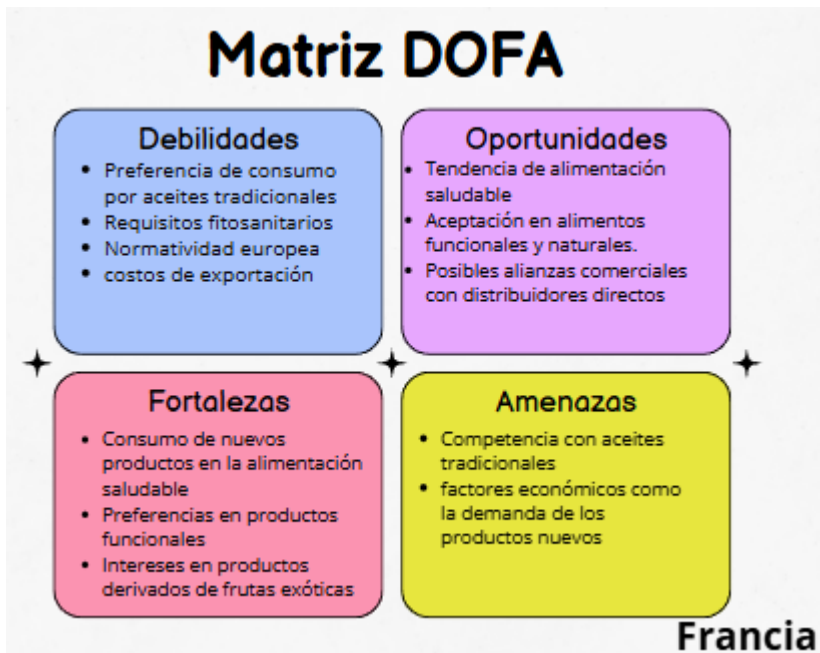 Matriz DOFA
Debilidades
• Preferencia de consumo
por aceites tradicionales
• Requisitos fitosanitarios
• Normatividad europea
• costos de exportación
Oportunidades
• Tendencia de alimentación
saludable
• Aceptación en alimentos
funcionales y naturales.
• Posibles alianzas comerciales
con distribuidores directos
Fortalezas
• Consumo de nuevos
productos en la alimentación
saludable
• Preferencias en productos
funcionales
• Intereses en productos
derivados de frutas exóticas
Amenazas
• Competencia con aceites
tradicionales
• factores económicos como
la demanda de los
productos nuevos
Francia